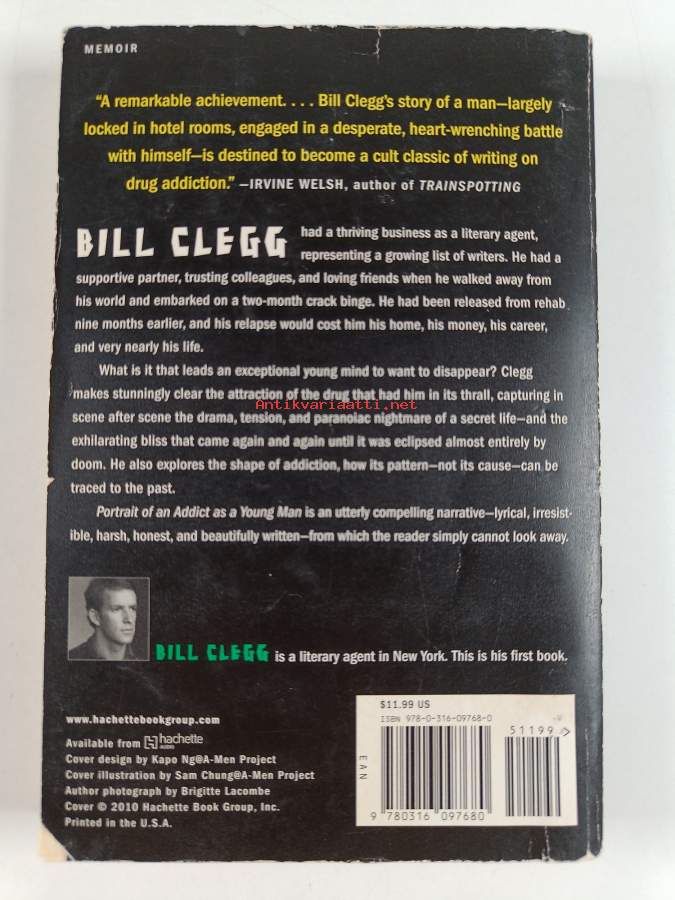 MEMOIR
“A remarkable achievement. . . . Bill Clegg’s story of a man—largely
locked in hotel rooms, engaged in a desperate, heart-wrenching battle
with himself—is destined to become a cult classic of writing on
drug addiction.” —IRVINE WELSH, author of TRAINSPOTTING
BILL CLEGG had a thriving business as a literary agent,
representing a growing list of writers. He had a
supportive partner, trusting colleagues, and loving friends when he walked away from
his world and embarked on a two-month crack binge. He had been released from rehab
nine months earlier, and his relapse would cost him his home, his money, his career,
and very nearly his life.
What is it that leads an exceptional young mind to want to disappear? Clegg
makes stunningly clear the attraction of the drug that had him in its thrall, capturing in
Antikvariaatti.net
scene after scene the drama, tension, and paranoiac nightmare of a secret life—and the
exhilarating bliss that came again and again until it was eclipsed almost entirely by
doom. He also explores the shape of addiction, how its pattern—not its cause—can be
traced to the past.
Portrait of an Addict as a Young Man is an utterly compelling narrative—lyrical, irresist-
ible, harsh, honest, and beautifully written—from which the reader simply cannot look away.
BILL CLEGG is a literary agent in New York. This is his first book.
www.hachettebookgroup.com
Available from hachette
AUDIO
Cover design by Kapo Ng@A-Men Project
Cover illustration by Sam Chung@A-Men Project
Author photograph by Brigitte Lacombe
Cover © 2010 Hachette Book Group, Inc.
Printed in the U.S.A.
$11.99 US
ISBN 978-0-316-09768-0
51199
EAN
9 780316 097680